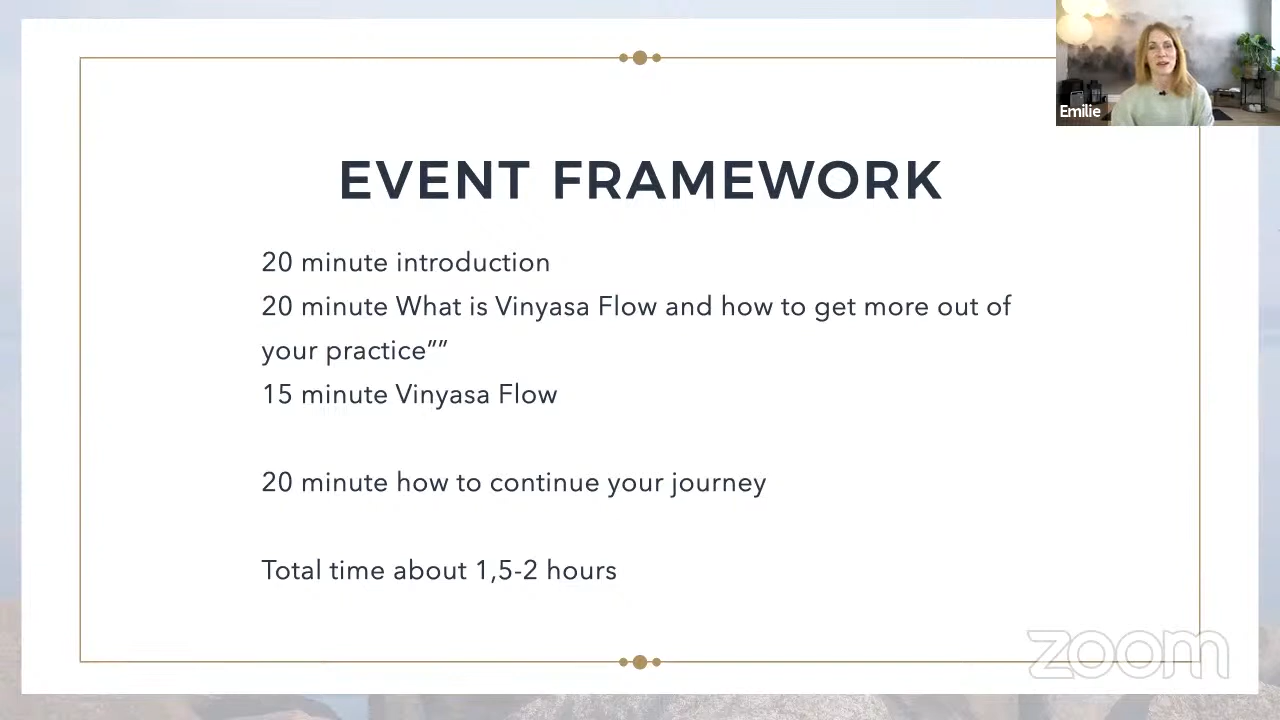 Emilie
EVENT FRAMEWORK
20 minute introduction
20 minute What is Vinyasa Flow and how to get more out of
your practice””
15 minute Vinyasa Flow
20 minute how to continue your journey
Total time about 1,5-2 hours
zoom